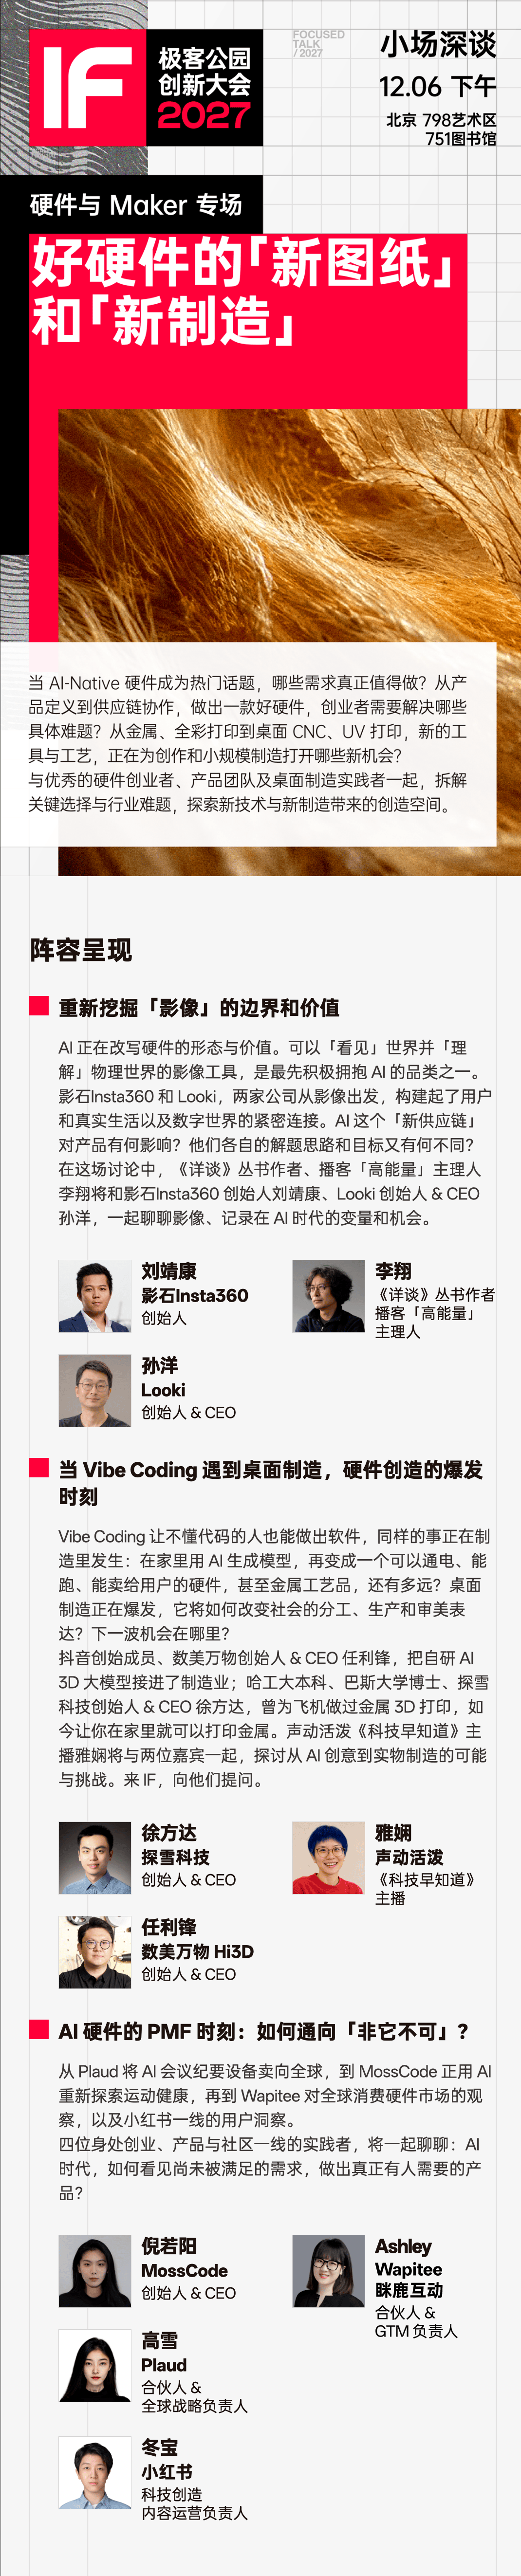 IF
极客公园
创新大会
2027
FOCUSED
TALK
/ 2027
小场深谈
12.06 下午
北京 798艺术区
751图书馆
硬件与 Maker 专场
好硬件的「新图纸」
和「新制造」
当 AI-Native 硬件成为热门话题，哪些需求真正值得做？从产
品定义到供应链协作，做出一款好硬件，创业者需要解决哪些
具体难题？从金属、全彩打印到桌面 CNC、UV 打印，新的工
具与工艺，正在为创作和小规模制造打开哪些新机会？
与优秀的硬件创业者、产品团队及桌面制造实践者一起，拆解
关键选择与行业难题，探索新技术与新制造带来的创造空间。
阵容呈现
重新挖掘「影像」的边界和价值
AI 正在改写硬件的形态与价值。可以「看见」世界并「理
解」物理世界的影像工具，是最先积极拥抱 AI 的品类之一。
影石Insta360 和 Looki，两家公司从影像出发，构建起了用户
和真实生活以及数字世界的紧密连接。AI 这个「新供应链」
对产品有何影响？他们各自的解题思路和目标又有何不同？
在这场讨论中，《详谈》丛书作者、播客「高能量」主理人
李翔将和影石Insta360 创始人刘靖康、Looki 创始人 & CEO
孙洋，一起聊聊影像、记录在 AI 时代的变量和机会。
刘靖康
影石Insta360
创始人
李翔
《详谈》丛书作者
播客「高能量」
主理人
孙洋
Looki
创始人 & CEO
当 Vibe Coding 遇到桌面制造，硬件创造的爆发
时刻
Vibe Coding 让不懂代码的人也能做出软件，同样的事正在制
造里发生：在家里用 AI 生成模型，再变成一个可以通电、能
跑、能卖给用户的硬件，甚至金属工艺品，还有多远？桌面
制造正在爆发，它将如何改变社会的分工、生产和审美表
达？下一波机会在哪里？
抖音创始成员、数美万物创始人 & CEO 任利锋，把自研 AI
3D 大模型接进了制造业；哈工大本科、巴斯大学博士、探雪
科技创始人 & CEO 徐方达，曾为飞机做过金属 3D 打印，如
今让你在家里就可以打印金属。声动活泼《科技早知道》主
播雅娴将与两位嘉宾一起，探讨从 AI 创意到实物制造的可能
与挑战。来 IF，向他们提问。
徐方达
探雪科技
创始人 & CEO
雅娴
声动活泼
《科技早知道》
主播
任利锋
数美万物 Hi3D
创始人 & CEO
AI 硬件的 PMF 时刻：如何通向「非它不可」？
从 Plaud 将 AI 会议纪要设备卖向全球，到 MossCode 正用 AI
重新探索运动健康，再到 Wapitee 对全球消费硬件市场的观
察，以及小红书一线的用户洞察。
四位身处创业、产品与社区一线的实践者，将一起聊聊：AI
时代，如何看见尚未被满足的需求，做出真正有人需要的产
品？
倪若阳
MossCode
创始人 & CEO
Ashley
Wapitee
眯鹿互动
合伙人 &
GTM 负责人
高雪
Plaud
合伙人 &
全球战略负责人
冬宝
小红书
科技创造
内容运营负责人